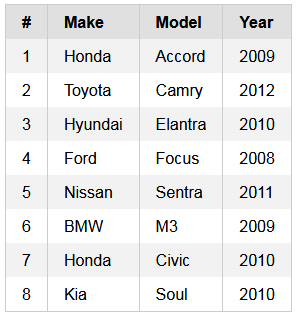 # Make Model Year
1 Honda Accord 2009
2 Toyota Camry 2012
3 Hyundai Elantra 2010
4 Ford Focus 2008
5 Nissan Sentra 2011
6 BMW M3 2009
7 Honda Civic 2010
8 Kia Soul 2010